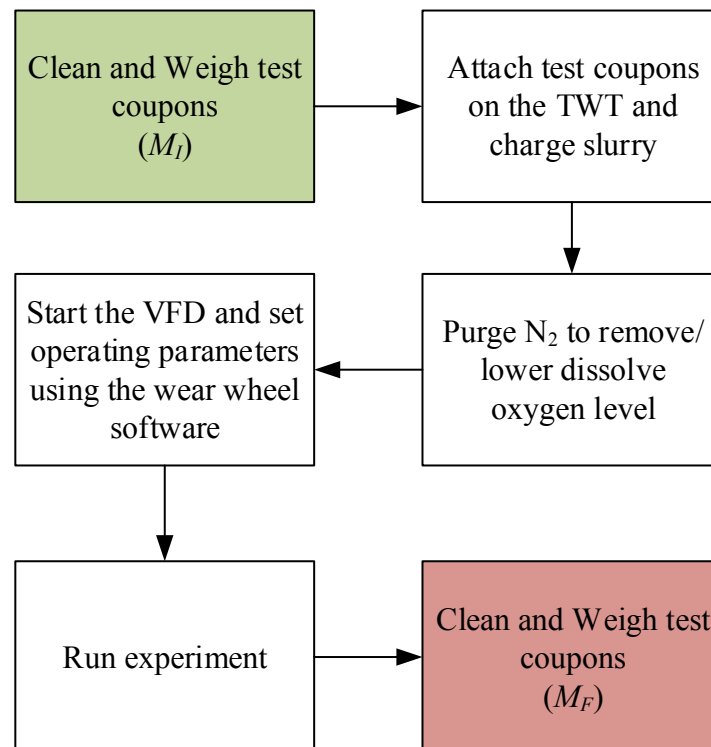 Clean and Weigh test
coupons
(M_I)
Attach test coupons
on the TWT and
charge slurry
Purge N₂ to remove/
lower dissolve
oxygen level
Start the VFD and set
operating parameters
using the wear wheel
software
Run experiment
Clean and Weigh test
coupons
(M_F)